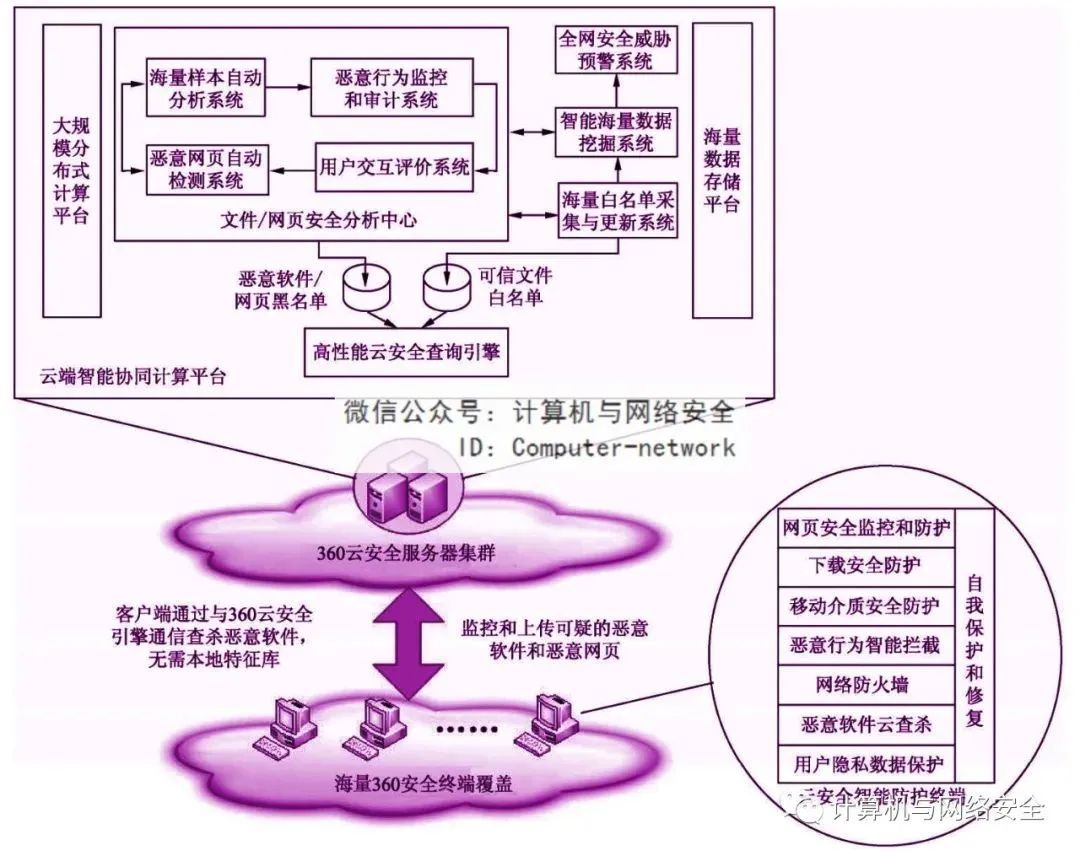 大规
模分
布式
计算
平台
海量样本自动
分析系统
恶意行为监控
和审计系统
恶意网页自动
检测系统
用户交互评价系统
文件/网页安全分析中心
全网安全威胁
预警系统
智能海量数据
挖掘系统
海量白名单采
集与更新系统
海量
数据
存储
平台
恶意软件/
网页黑名单
可信文件
白名单
高性能云安全查询引擎
云端智能协同计算平台
微信公众号：计算机与网络安全
ID：Computer-network
360云安全服务器集群
客户端通过与360云安全
引擎通信查杀恶意软件，
无需本地特征库
监控和上传可疑的恶意
软件和恶意网页
海量360安全终端覆盖
网页安全监控和防护
下载安全防护
移动介质安全防护
恶意行为智能拦截
网络防火墙
恶意软件云查杀
用户隐私数据保护
自我保护和修复
云安全智能防护终端
计算机与网络安全